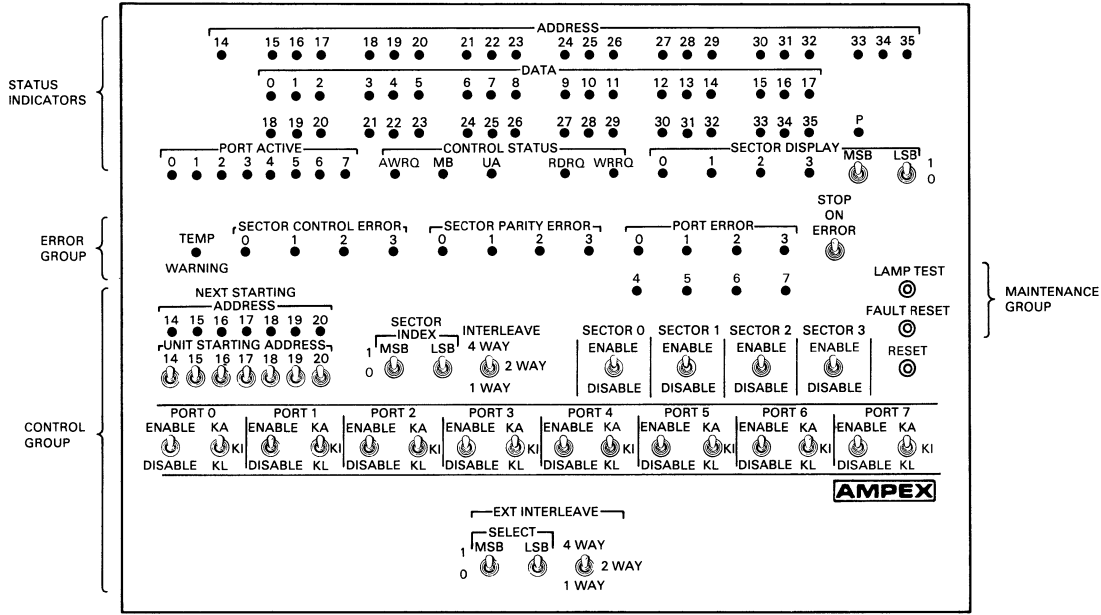 ADDRESS
14 15 16 17 18 19 20 21 22 23 24 25 26 27 28 29 30 31 32 33 34 35
STATUS INDICATORS
DATA
0 1 2 3 4 5 6 7 8 9 10 11 12 13 14 15 16 17
18 19 20 21 22 23 24 25 26 27 28 29 30 31 32 33 34 35 P
PORT ACTIVE CONTROL STATUS SECTOR DISPLAY
0 1 2 3 4 5 6 7 AWRQ MB UA RDRQ WRRQ 0 1 2 3 MSB LSB 1
0
STOP
ON
ERROR
ERROR GROUP
TEMP
WARNING
SECTOR CONTROL ERROR SECTOR PARITY ERROR PORT ERROR
0 1 2 3 0 1 2 3 0 1 2 3
4 5 6 7
LAMP TEST
FAULT RESET
RESET
MAINTENANCE GROUP
NEXT STARTING
ADDRESS
14 15 16 17 18 19 20
UNIT STARTING ADDRESS
14 15 16 17 18 19 20
SECTOR
INDEX
1 MSB LSB
0
INTERLEAVE
4 WAY
2 WAY
1 WAY
SECTOR 0 SECTOR 1 SECTOR 2 SECTOR 3
ENABLE ENABLE ENABLE ENABLE
DISABLE DISABLE DISABLE DISABLE
CONTROL GROUP
PORT 0 PORT 1 PORT 2 PORT 3 PORT 4 PORT 5 PORT 6 PORT 7
ENABLE KA ENABLE KA ENABLE KA ENABLE KA ENABLE KA ENABLE KA ENABLE KA ENABLE KA
KI KI KI KI KI KI KI KI
DISABLE KL DISABLE KL DISABLE KL DISABLE KL DISABLE KL DISABLE KL DISABLE KL DISABLE KL
AMPEX
EXT INTERLEAVE
SELECT
1 MSB LSB 4 WAY
0 2 WAY
1 WAY